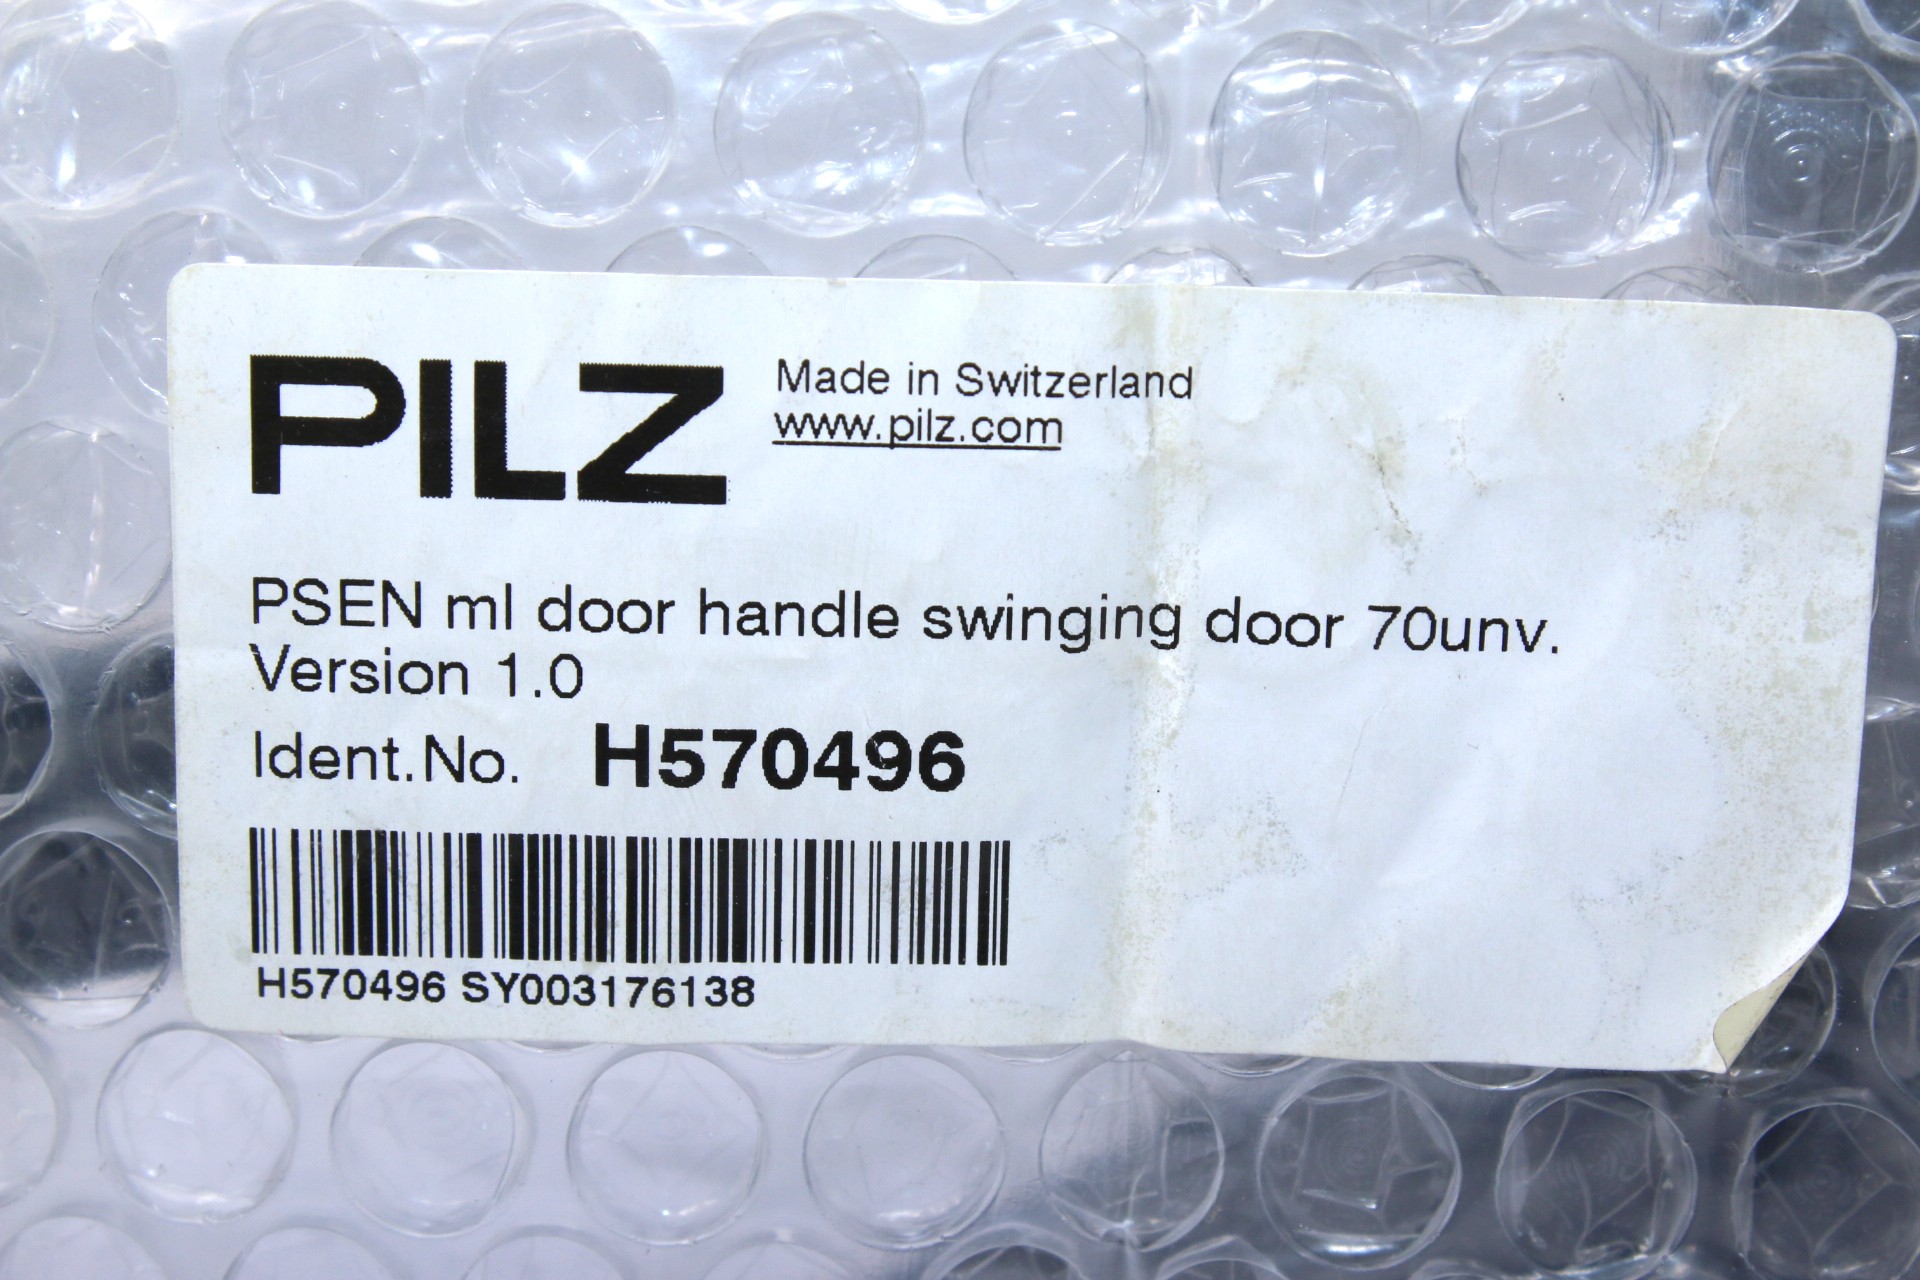 PILZ
Made in Switzerland
www.pilz.com
PSEN ml door handle swinging door 70unv.
Version 1.0
Ident.No. H570496
H570496 SY003176138